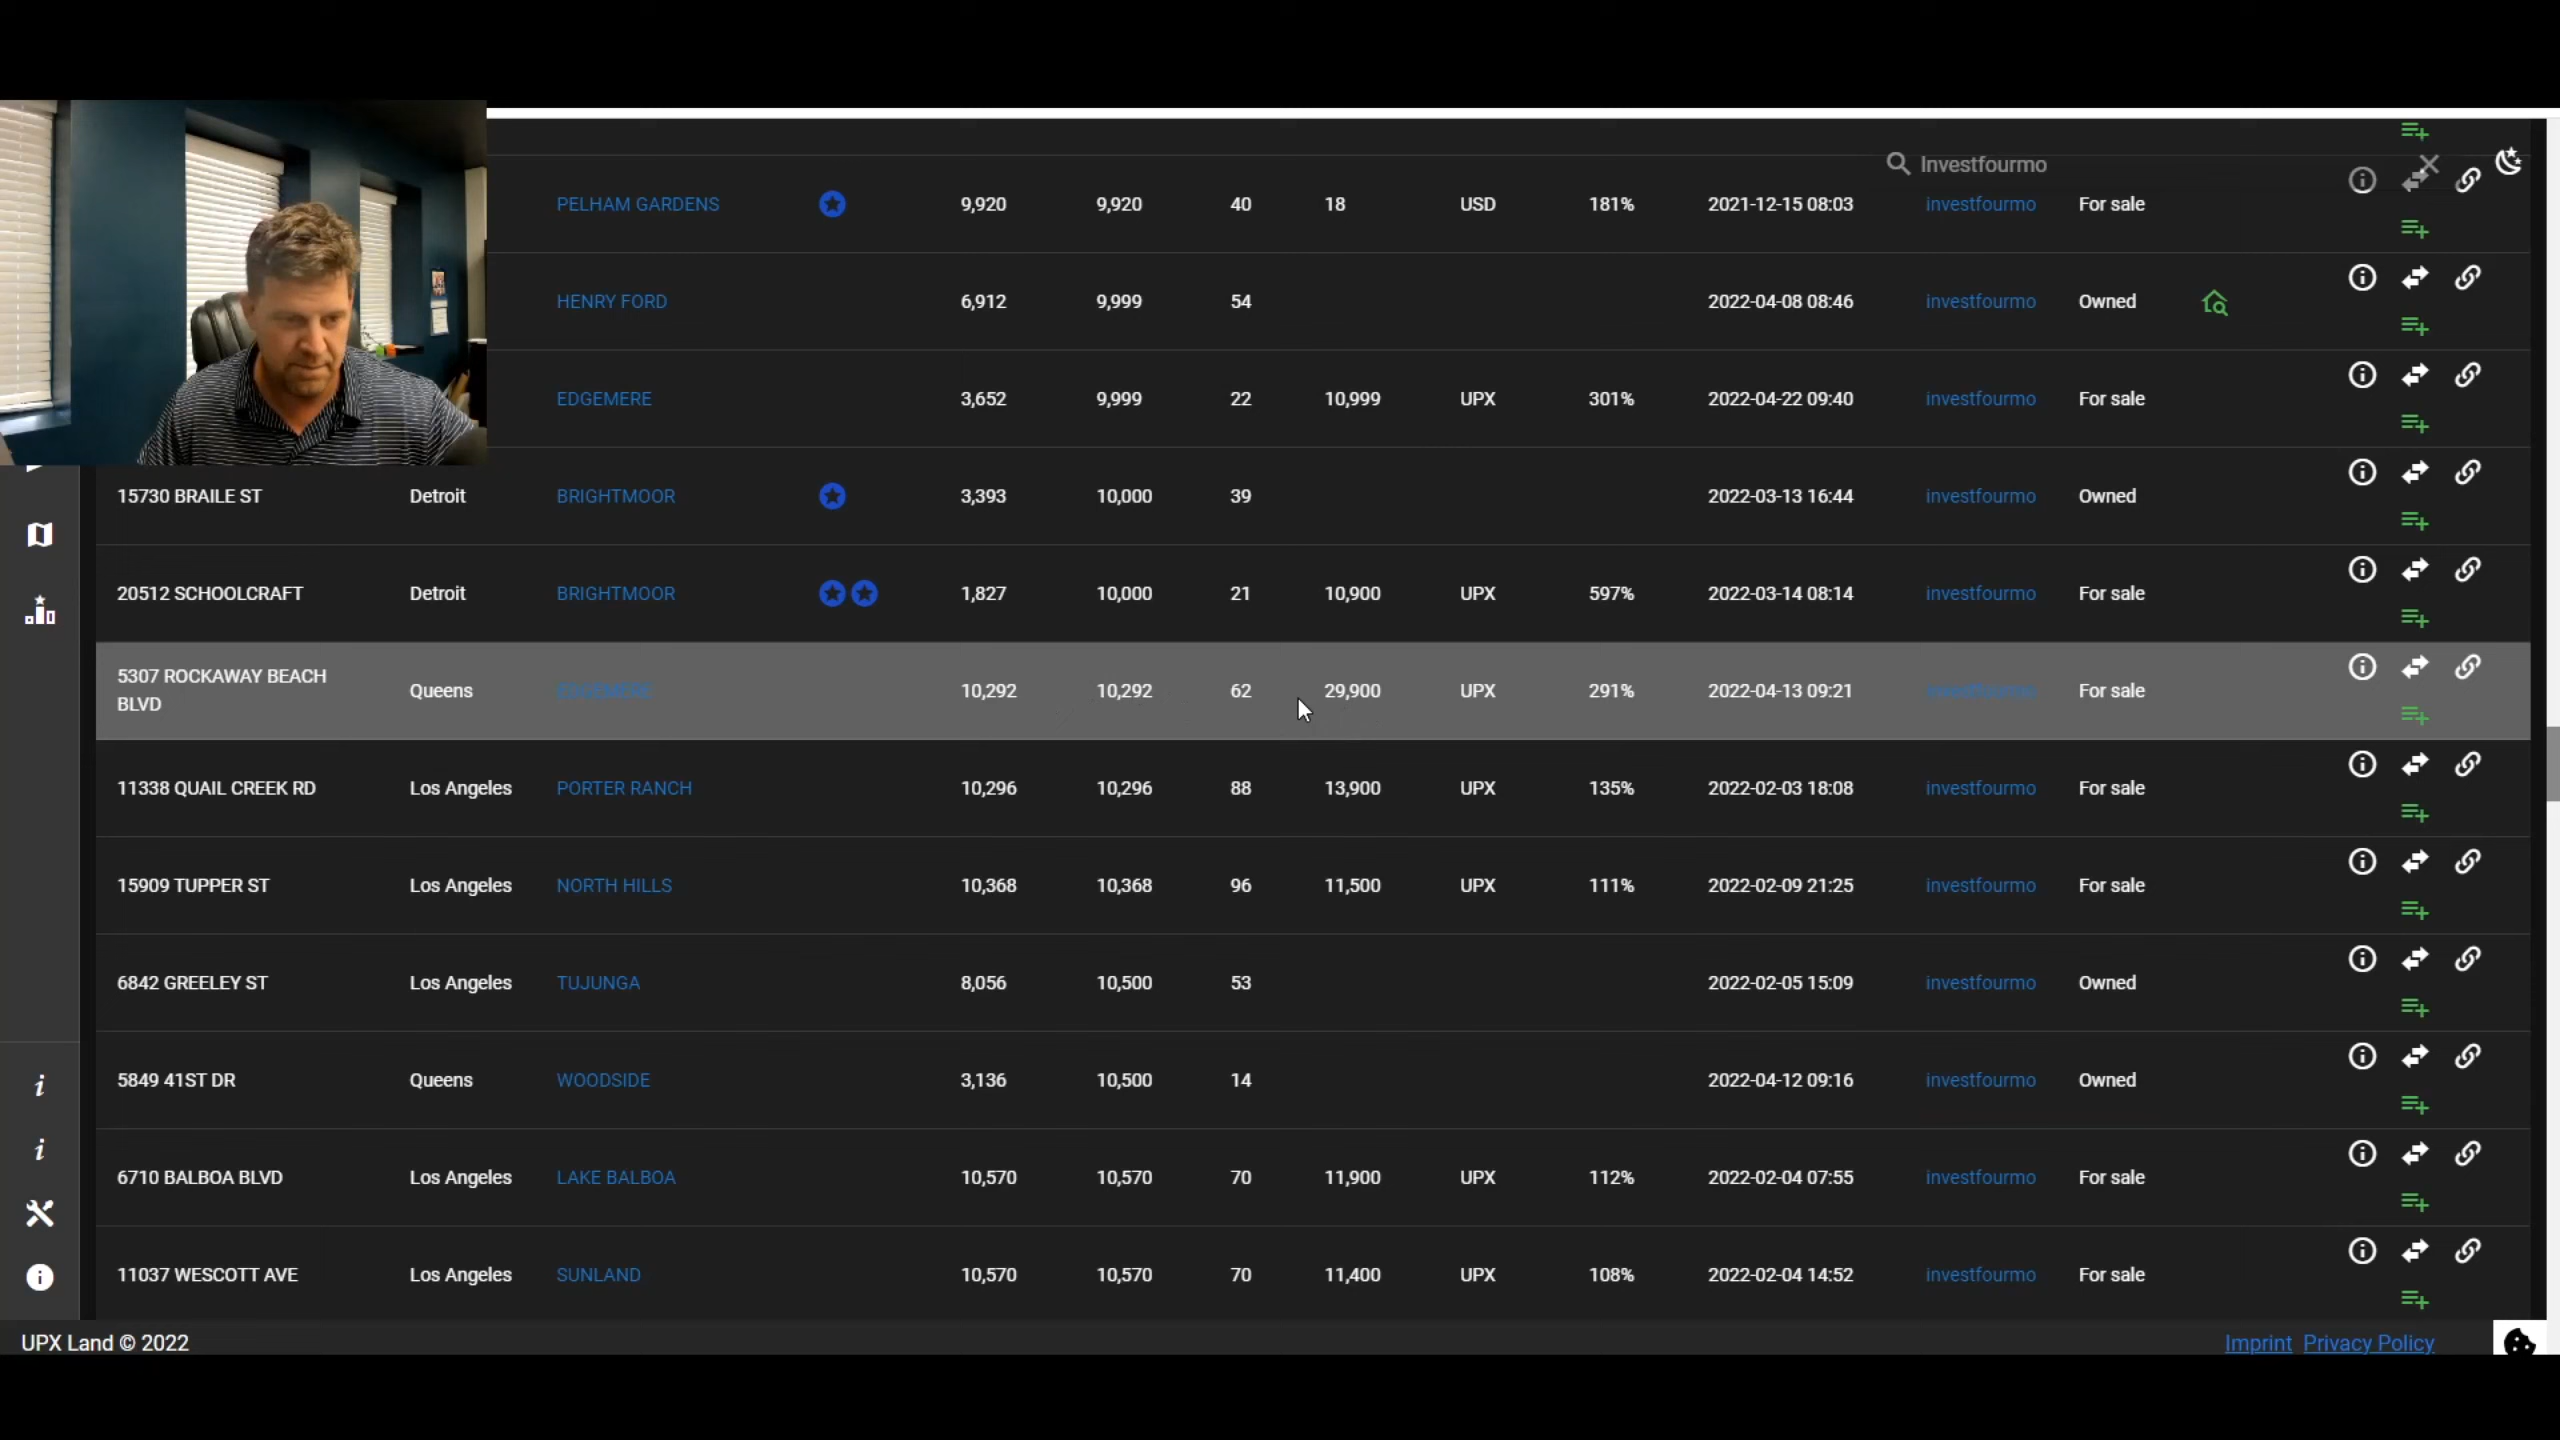 Investfourmo
PELHAM GARDENS 9,920 9,920 40 18 USD 181% 2021-12-15 08:03 investfourmo For sale
HENRY FORD 6,912 9,999 54 2022-04-08 08:46 investfourmo Owned
EDGEMERE 3,652 9,999 22 10,999 UPX 301% 2022-04-22 09:40 investfourmo For sale
15730 BRAILE ST Detroit BRIGHTMOOR 3,393 10,000 39 2022-03-13 16:44 investfourmo Owned
20512 SCHOOLCRAFT Detroit BRIGHTMOOR 1,827 10,000 21 10,900 UPX 597% 2022-03-14 08:14 investfourmo For sale
5307 ROCKAWAY BEACH
BLVD Queens EDGEMERE 10,292 10,292 62 29,900 UPX 291% 2022-04-13 09:21 investfourmo For sale
11338 QUAIL CREEK RD Los Angeles PORTER RANCH 10,296 10,296 88 13,900 UPX 135% 2022-02-03 18:08 investfourmo For sale
15909 TUPPER ST Los Angeles NORTH HILLS 10,368 10,368 96 11,500 UPX 111% 2022-02-09 21:25 investfourmo For sale
6842 GREELEY ST Los Angeles TUJUNGA 8,056 10,500 53 2022-02-05 15:09 investfourmo Owned
5849 41ST DR Queens WOODSIDE 3,136 10,500 14 2022-04-12 09:16 investfourmo Owned
6710 BALBOA BLVD Los Angeles LAKE BALBOA 10,570 10,570 70 11,900 UPX 112% 2022-02-04 07:55 investfourmo For sale
11037 WESCOTT AVE Los Angeles SUNLAND 10,570 10,570 70 11,400 UPX 108% 2022-02-04 14:52 investfourmo For sale
UPX Land © 2022 Imprint Privacy Policy